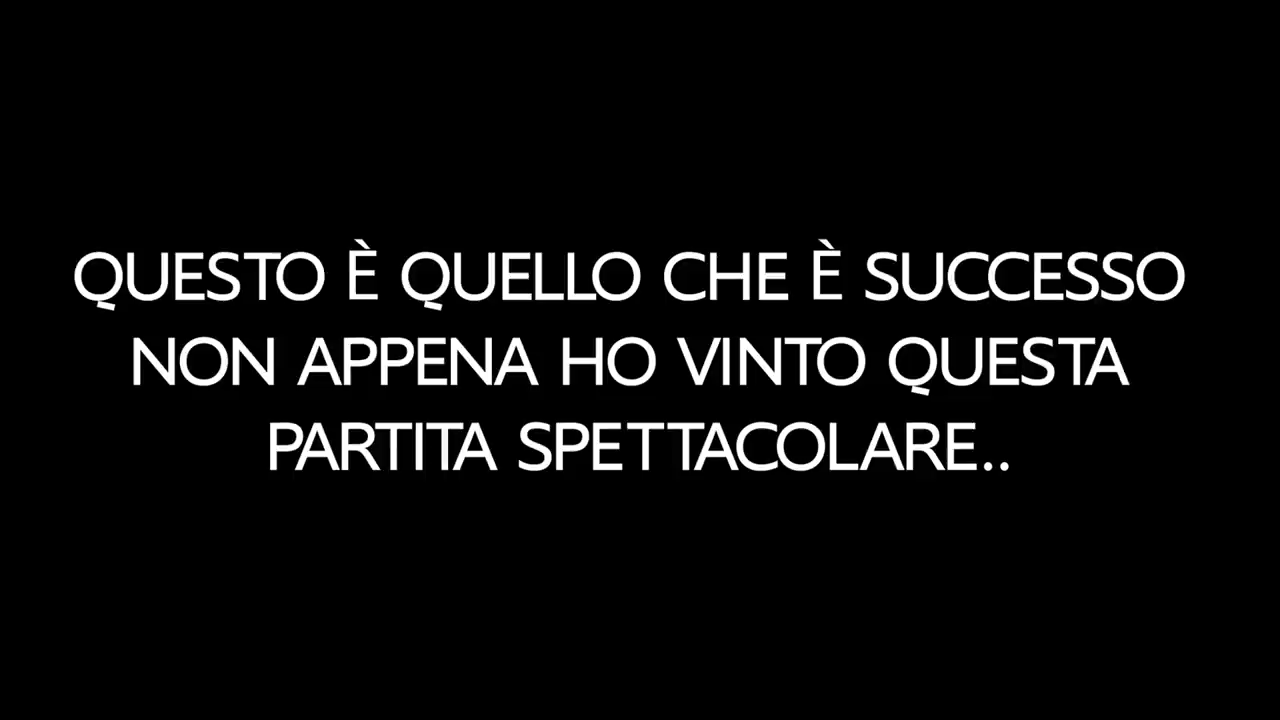 QUESTO È QUELLO CHE È SUCCESSO
NON APPENA HO VINTO QUESTA
PARTITA SPETTACOLARE..